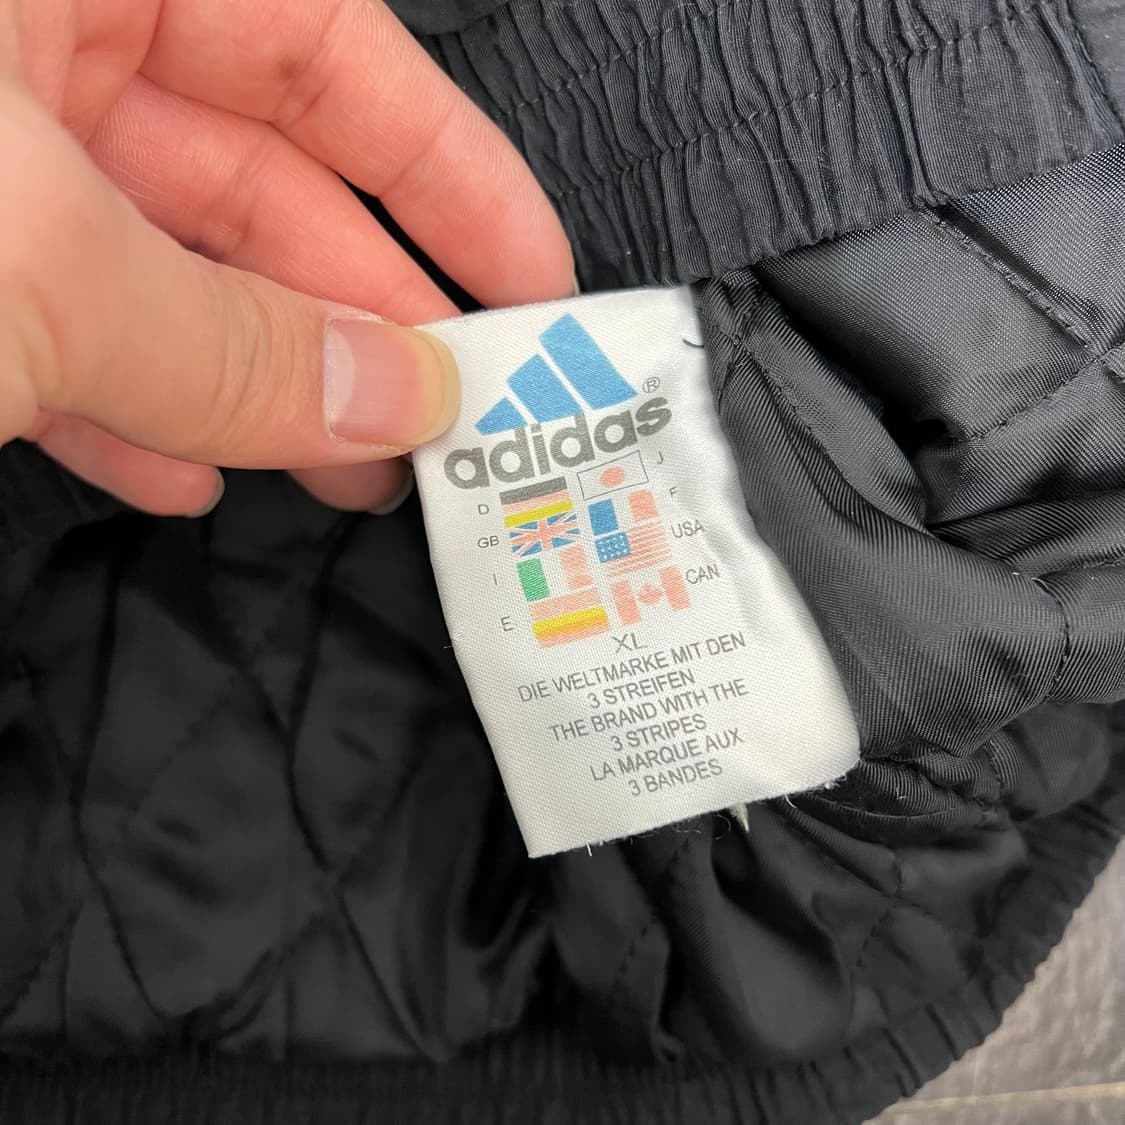 ®
adidas
D J
GB F
I USA
E CAN
XL
DIE WELTMARKE MIT DEN
3 STREIFEN
THE BRAND WITH THE
3 STRIPES
LA MARQUE AUX
3 BANDES